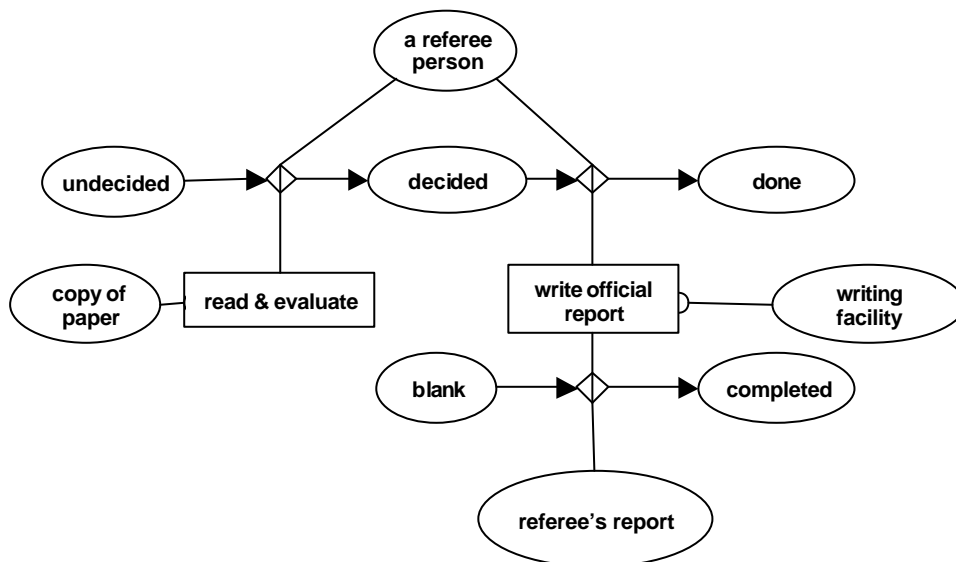 a referee
person
undecided
decided
done
copy of
paper
read & evaluate
write official
report
writing
facility
blank
completed
referee’s report